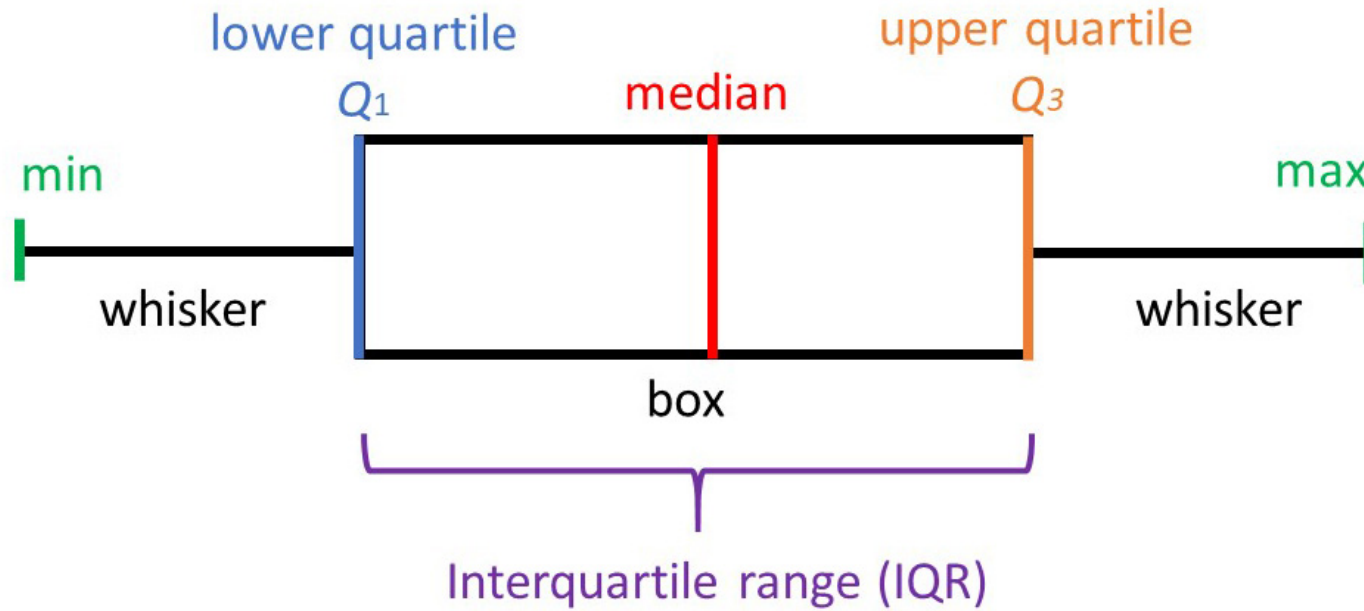 lower quartile
Q1
median
upper quartile
Q3
min
max
whisker
whisker
box
Interquartile range (IQR)